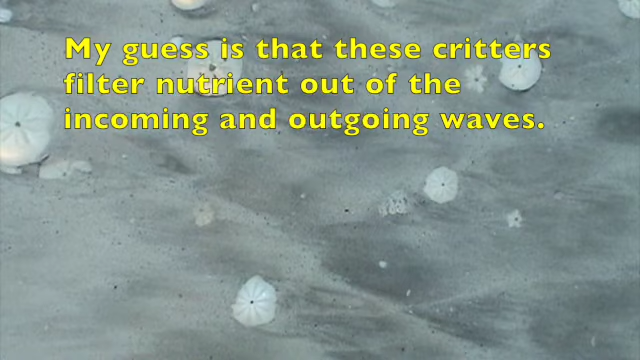 My guess is that these critters
filter nutrient out of the
incoming and outgoing waves.